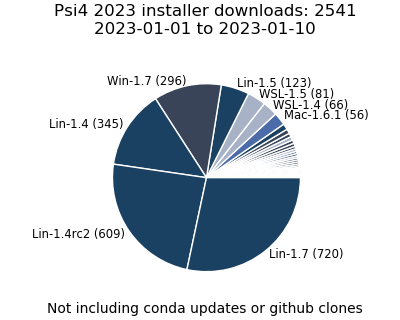 Psi4 2023 installer downloads: 2541
2023-01-01 to 2023-01-10
Win-1.7 (296)
Lin-1.5 (123)
WSL-1.5 (81)
WSL-1.4 (66)
Mac-1.6.1 (56)
Lin-1.4 (345)
Lin-1.4rc2 (609)
Lin-1.7 (720)
Not including conda updates or github clones